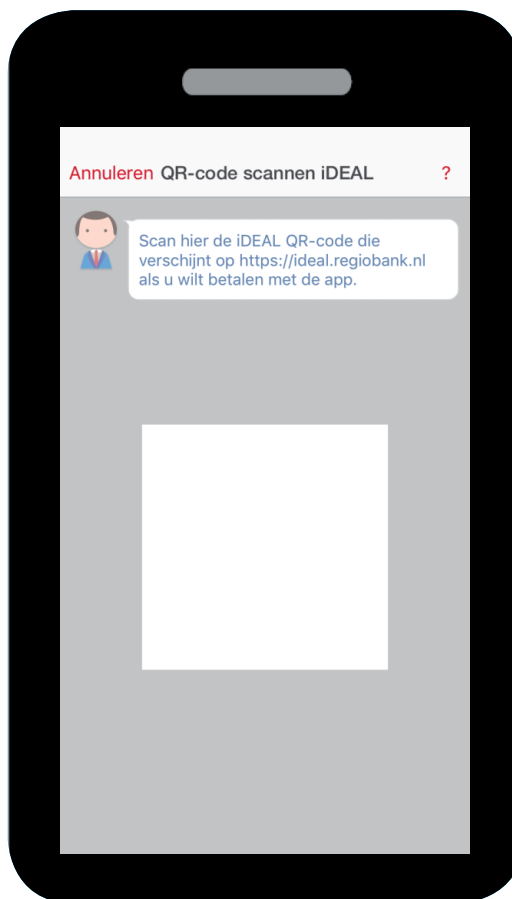 Annuleren QR-code scannen iDEAL ?
Scan hier de iDEAL QR-code die
verschijnt op https://ideal.regiobank.nl
als u wilt betalen met de app.